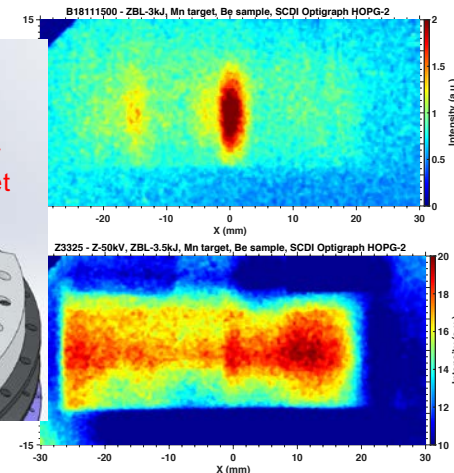 B18111500 - ZBL-3kJ, Mn target, Be sample, SCDI Optigraph HOPG-2
15
2
1.5
1
0.5
0
Intensity (a.u.)
-20 -10 0 10 20 30
X (mm)
et
Z3325 - Z-50kV, ZBL-3.5kJ, Mn target, Be sample, SCDI Optigraph HOPG-2
20
18
16
14
12
10
-15
-30 -20 -10 0 10 20 30
X (mm)